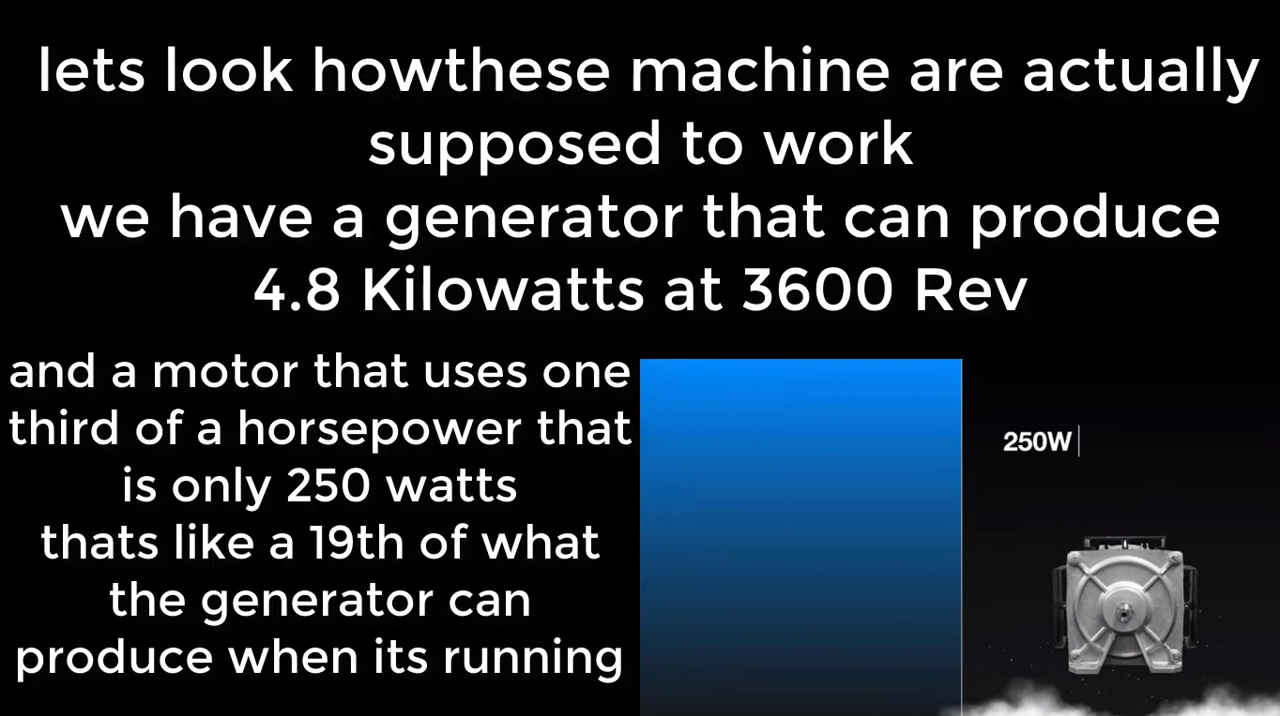 lets look howthese machine are actually
supposed to work
we have a generator that can produce
4.8 Kilowatts at 3600 Rev
and a motor that uses one
third of a horsepower that
is only 250 watts
thats like a 19th of what
the generator can
produce when its running
250W